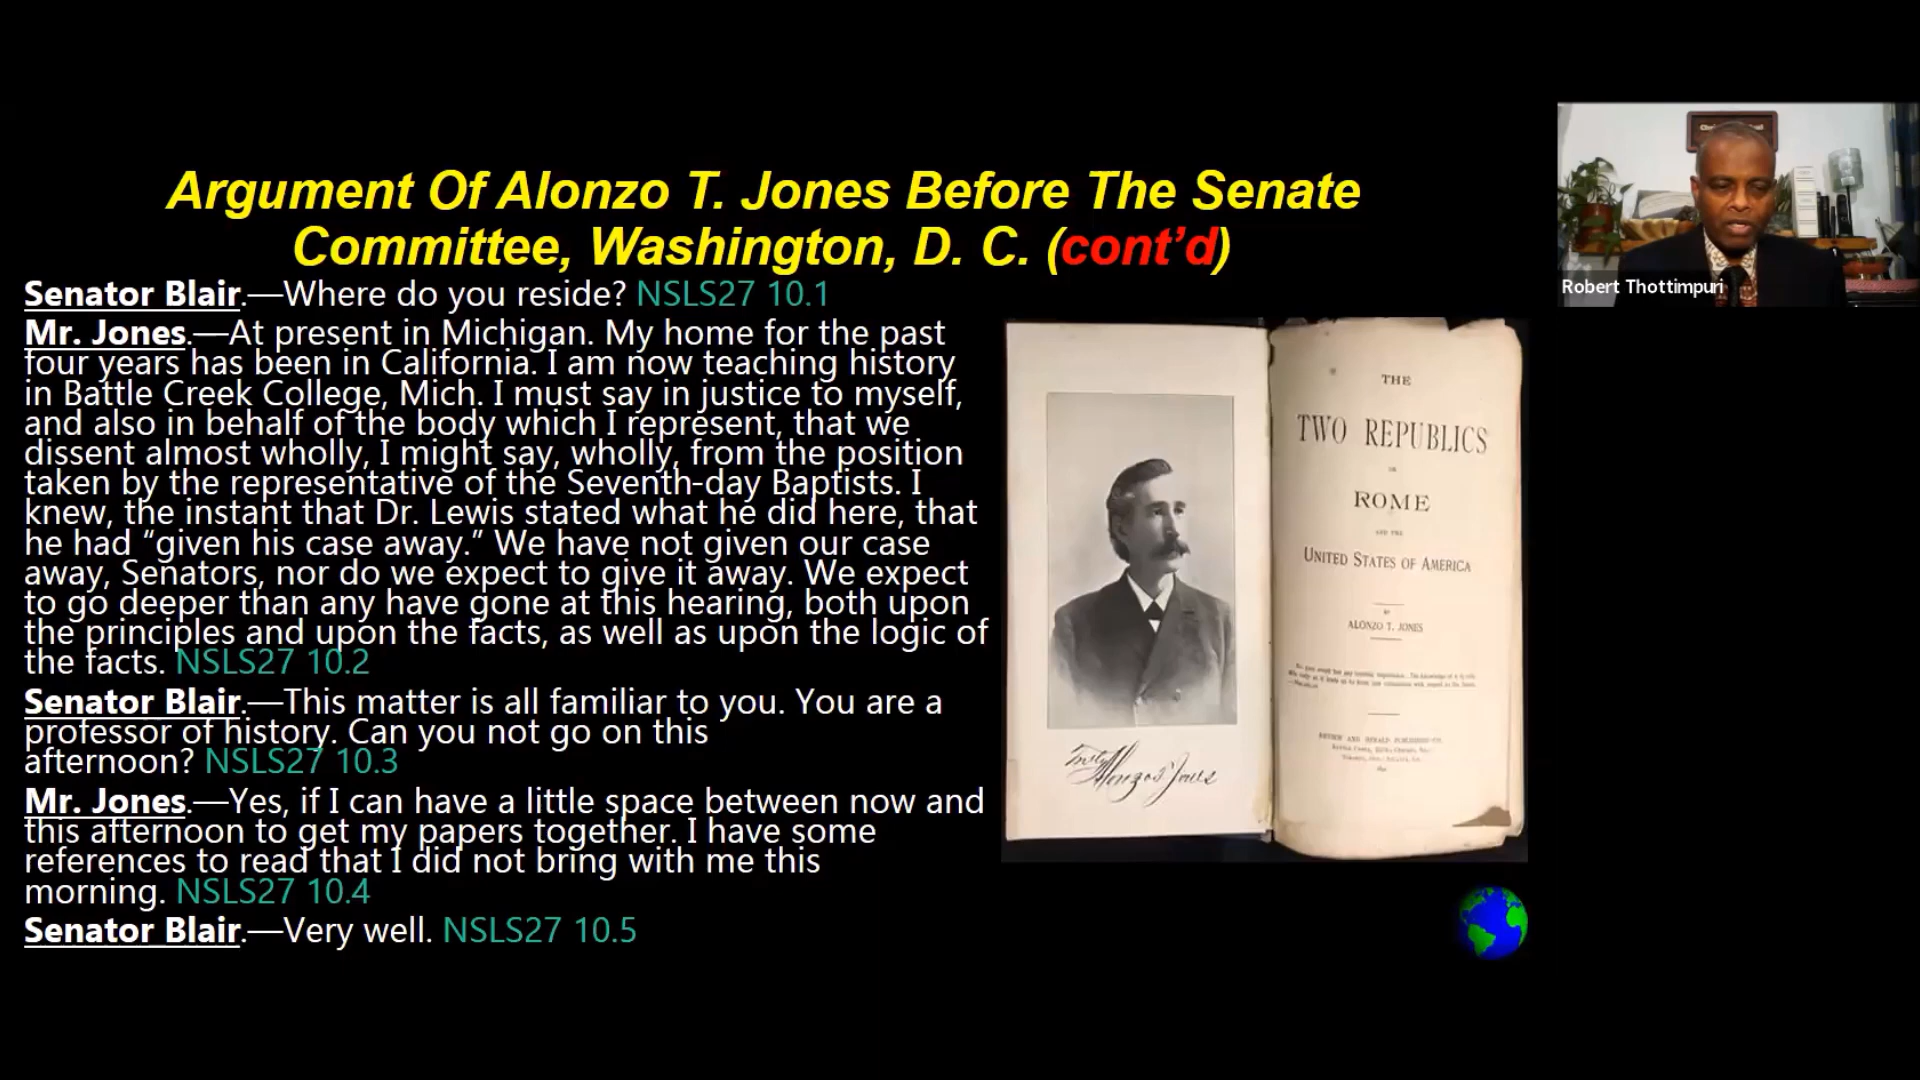 Argument Of Alonzo T. Jones Before The Senate
Committee, Washington, D. C. (cont’d)
Senator Blair.—Where do you reside? NSLS27 10.1
Mr. Jones.—At present in Michigan. My home for the past
four years has been in California. I am now teaching history
in Battle Creek College, Mich. I must say in justice to myself,
and also in behalf of the body which I represent, that we
dissent almost wholly, I might say, wholly, from the position
taken by the representative of the Seventh-day Baptists. I
knew, the instant that Dr. Lewis stated what he did here, that
he had “given his case away.” We have not given our case
away, Senators, nor do we expect to give it away. We expect
to go deeper than any have gone at this hearing, both upon
the principles and upon the facts, as well as upon the logic of
the facts. NSLS27 10.2
Senator Blair.—This matter is all familiar to you. You are a
professor of history. Can you not go on this
afternoon? NSLS27 10.3
Mr. Jones.—Yes, if I can have a little space between now and
this afternoon to get my papers together. I have some
references to read that I did not bring with me this
morning. NSLS27 10.4
Senator Blair.—Very well. NSLS27 10.5
THE
TWO REPUBLICS
OR
ROME
AND THE
UNITED STATES OF AMERICA
BY
ALONZO T. JONES
Alonzo T. Jones
Robert Thottimpuri